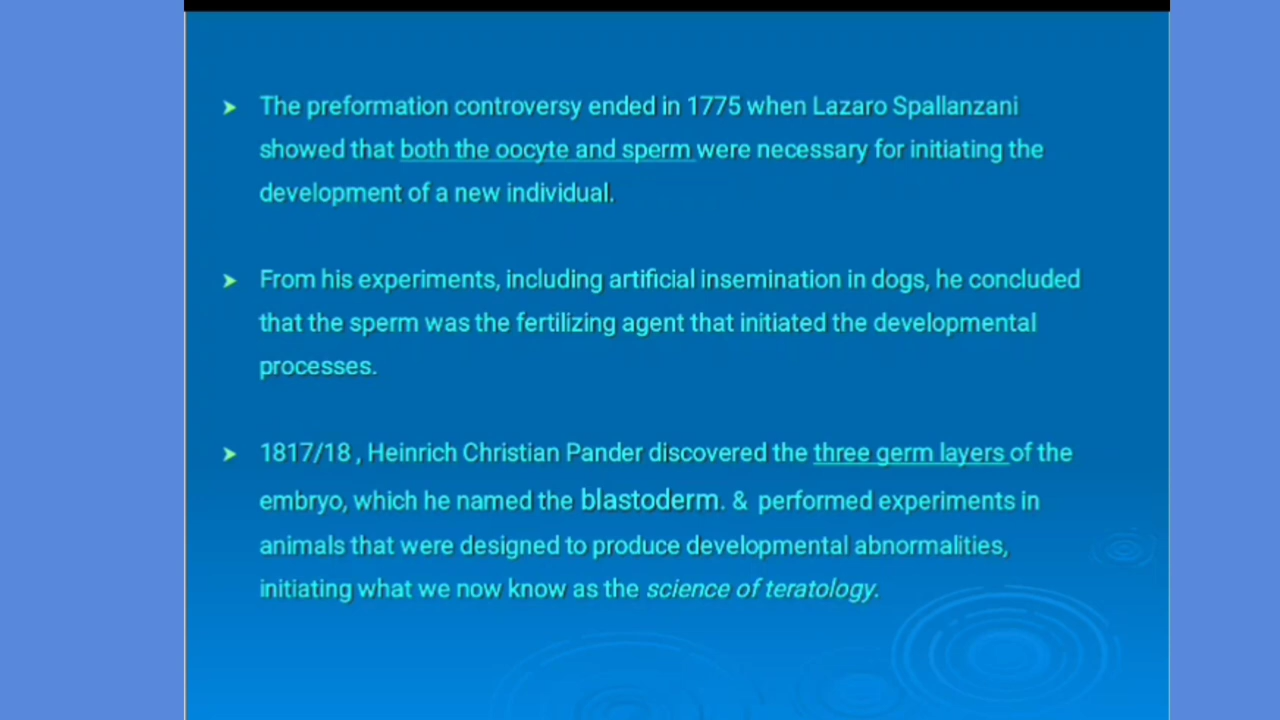 ➤ The preformation controversy ended in 1775 when Lazaro Spallanzani
showed that both the oocyte and sperm were necessary for initiating the
development of a new individual.
➤ From his experiments, including artificial insemination in dogs, he concluded
that the sperm was the fertilizing agent that initiated the developmental
processes.
➤ 1817/18 , Heinrich Christian Pander discovered the three germ layers of the
embryo, which he named the blastoderm. & performed experiments in
animals that were designed to produce developmental abnormalities,
initiating what we now know as the science of teratology.